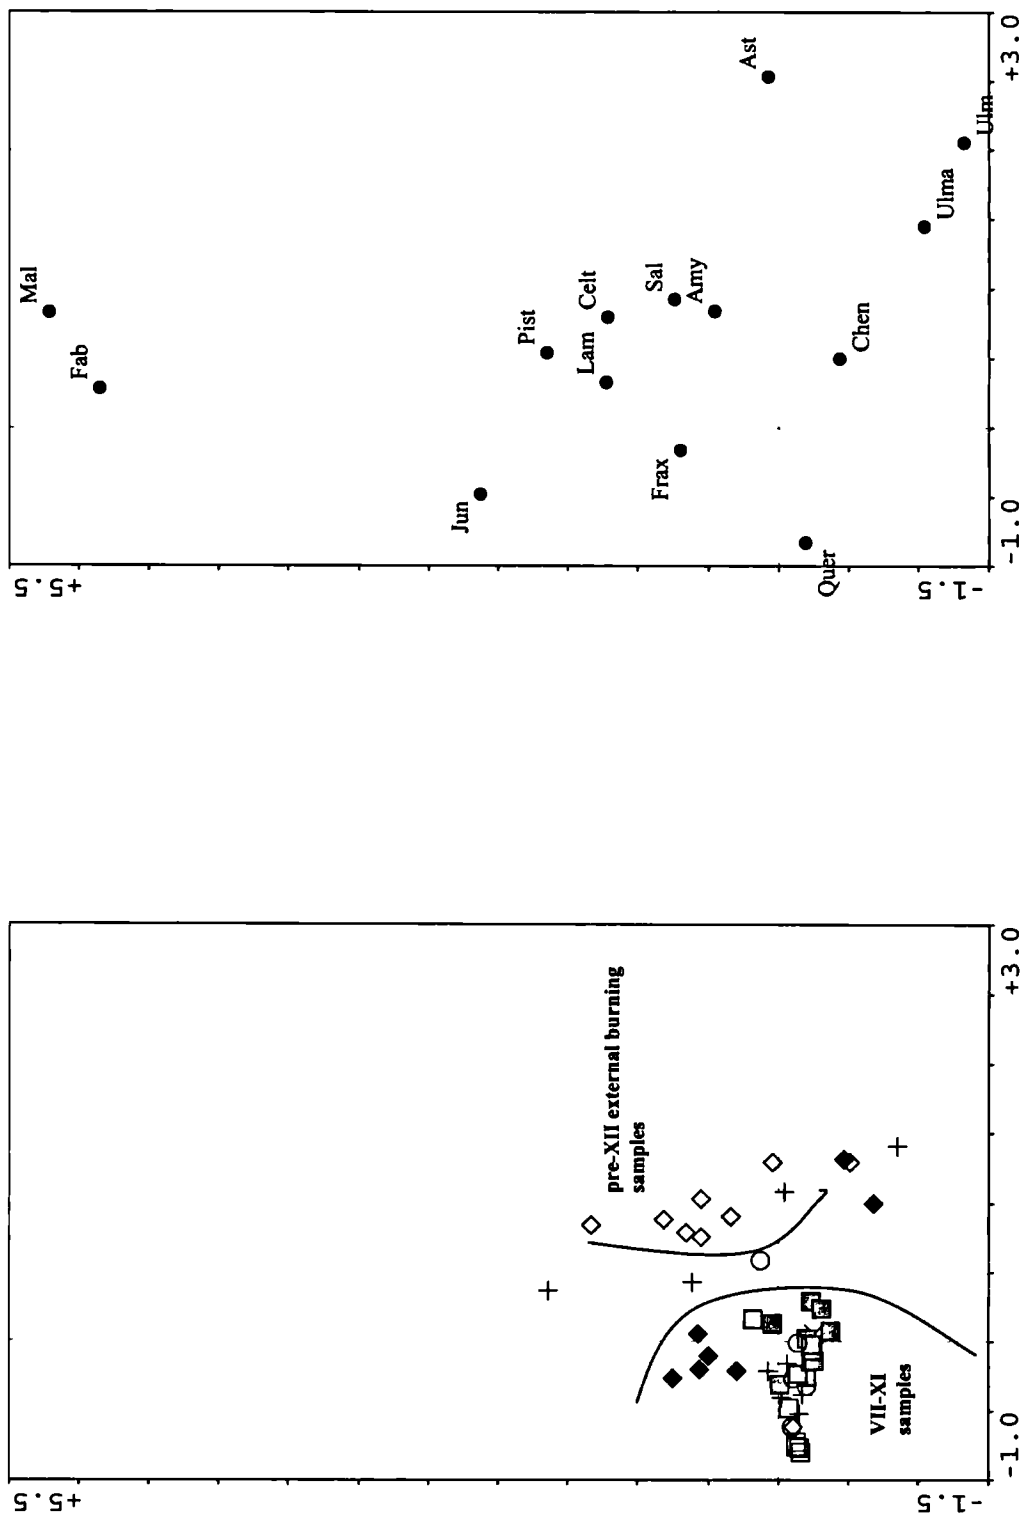 +5.5
Mal
Fab
Pist
Celt
Lam
Jun
Sal
Amy
Frax
Ast
Quer
Chen
Ulma
Ulm
-1.5
-1.0
+3.0
+5.5
pre-XII external burning
samples
VII-XI
samples
-1.5
-1.0
+3.0